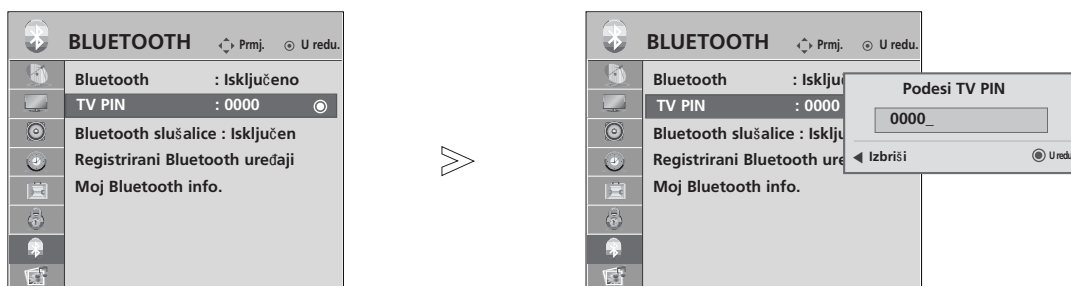 BLUETOOTH Prmj. U redu.
Bluetooth : Isključeno
TV PIN : 0000
Bluetooth slušalice : Isključen
Registrirani Bluetooth uređaji
Moj Bluetooth info.
BLUETOOTH Prmj. U redu.
Bluetooth : Isklju
TV PIN : 0000
Bluetooth slušalice : Isklju
Registrirani Bluetooth ure
Moj Bluetooth info.
Podesi TV PIN
0000_
Izbriši U redu